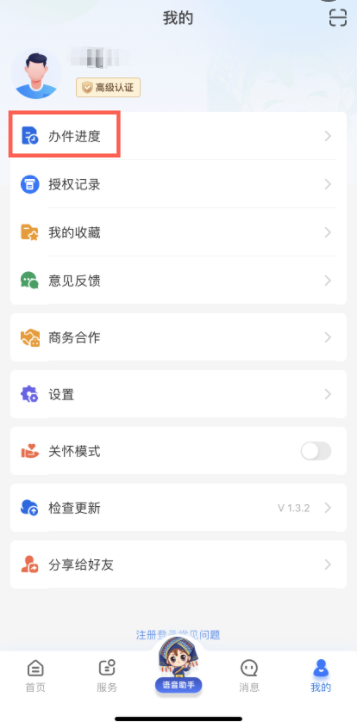 我的
高级认证
办件进度
授权记录
我的收藏
意见反馈
商务合作
设置
关怀模式
检查更新
V 1.3.2
分享给好友
注册登录常见问题
首页
服务
语音助手
消息
我的